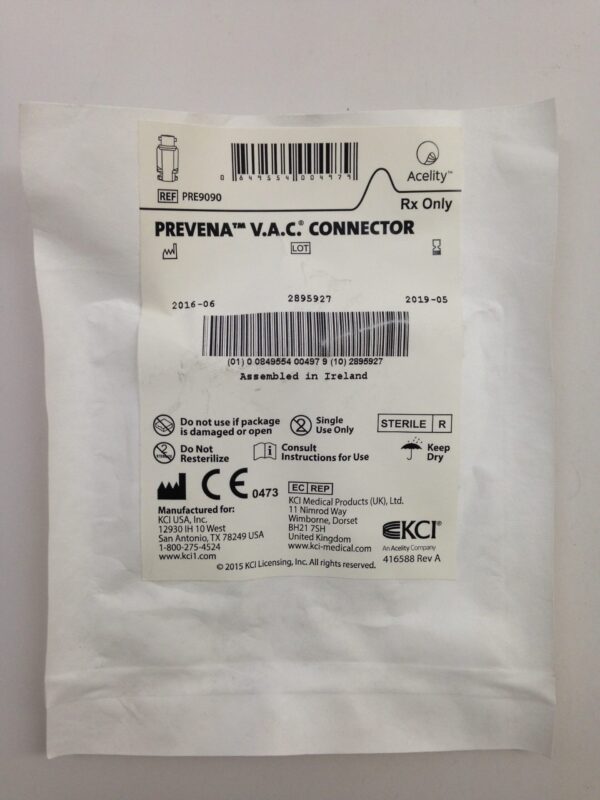 0 849554 004979
Acelity™
REF PRE9090
Rx Only
PREVENA™ V.A.C.® CONNECTOR
LOT
2016-06 2895927 2019-05
(01) 0 0849554 00497 9 (10) 2895927
Assembled in Ireland
Do not use if package
is damaged or open
Single
Use Only
STERILE R
Do Not
Resterilize
Consult
Instructions for Use
Keep
Dry
CE 0473
Manufactured for:
KCI USA, Inc.
12930 IH 10 West
San Antonio, TX 78249 USA
1-800-275-4524
www.kci1.com
EC REP
KCI Medical Products (UK), Ltd.
11 Nimrod Way
Wimborne, Dorset
BH21 7SH
United Kingdom
www.kci-medical.com
KCI®
An Acelity Company
416588 Rev A
© 2015 KCI Licensing, Inc. All rights reserved.